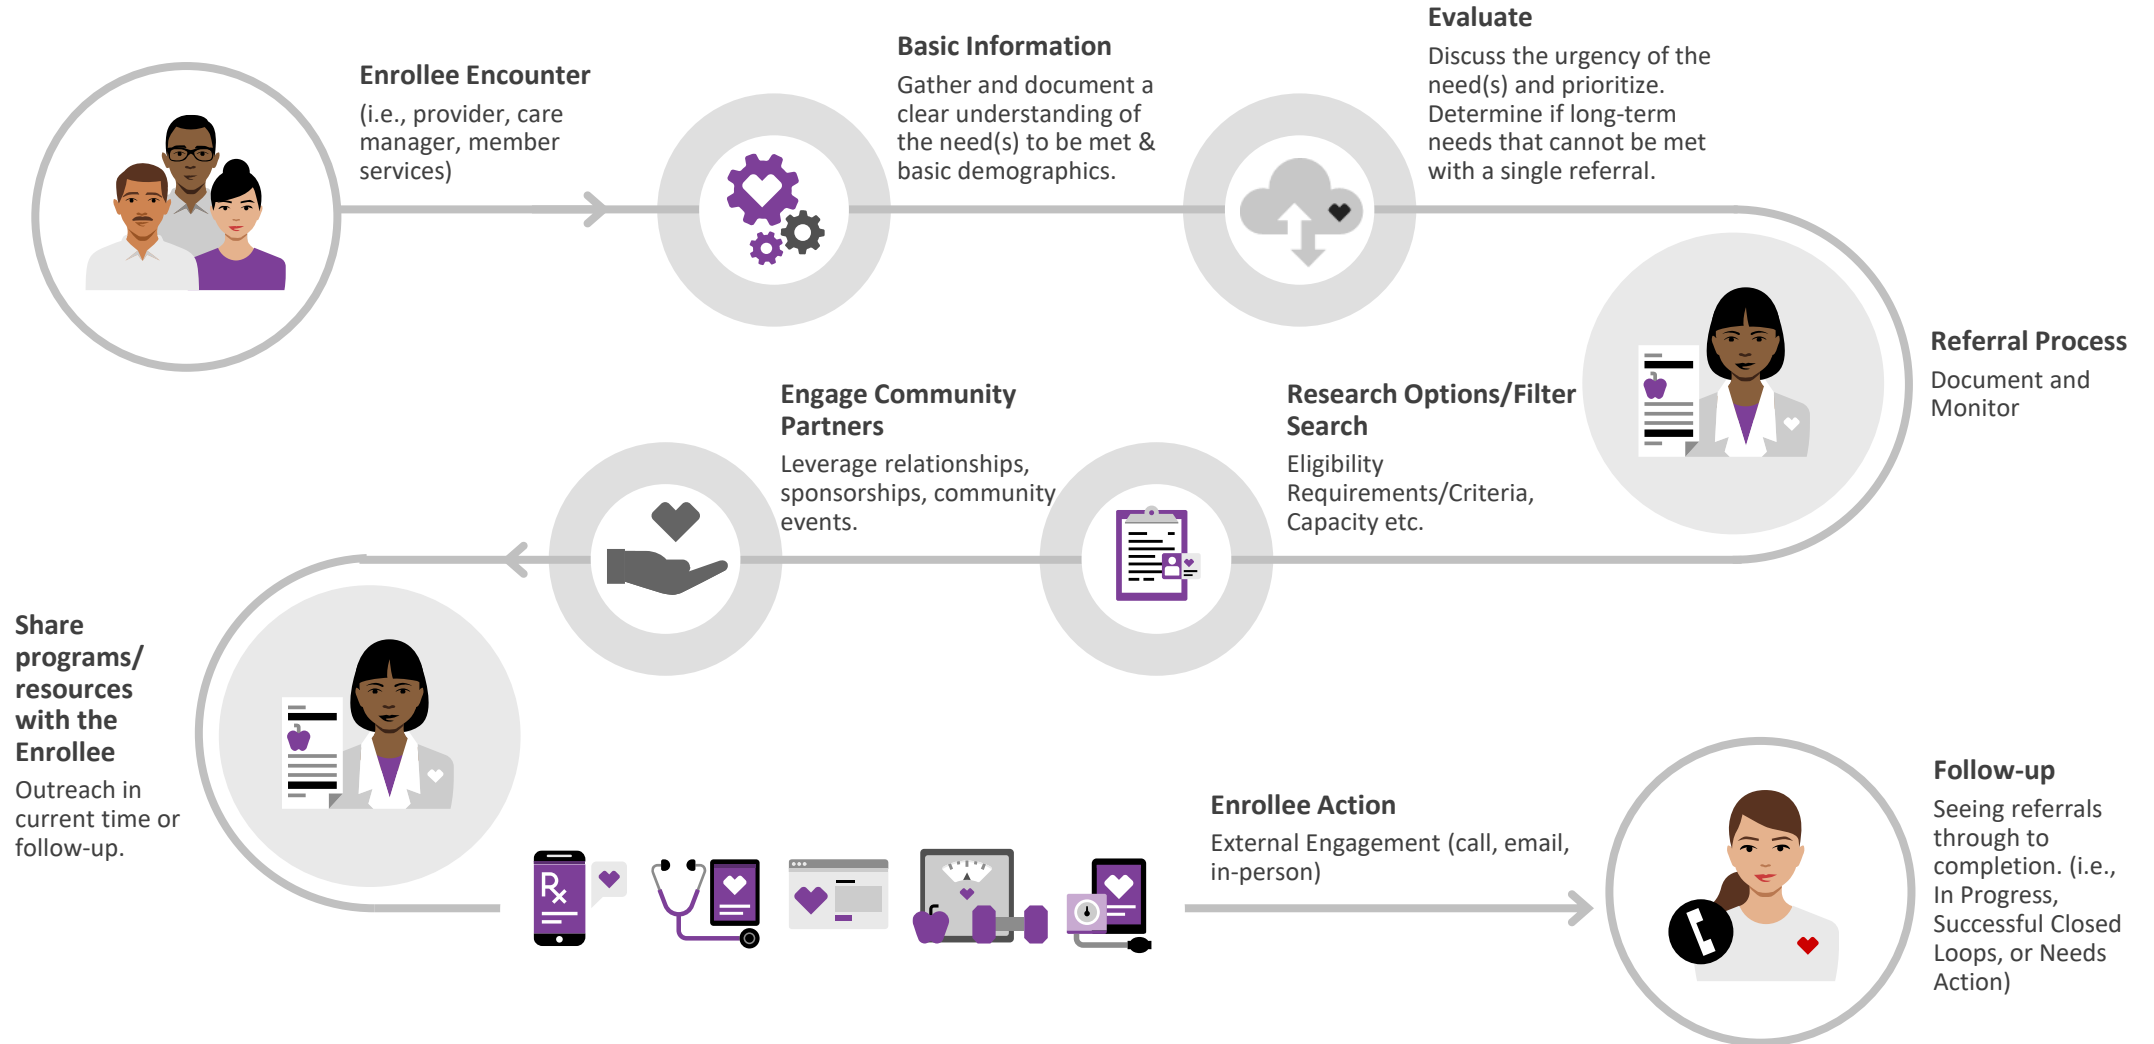 Enrollee Encounter
(i.e., provider, care
manager, member
services)
Basic Information
Gather and document a
clear understanding of
the need(s) to be met &
basic demographics.
Evaluate
Discuss the urgency of the
need(s) and prioritize.
Determine if long-term
needs that cannot be met
with a single referral.
Referral Process
Document and
Monitor
Research Options/Filter
Search
Eligibility
Requirements/Criteria,
Capacity etc.
Engage Community
Partners
Leverage relationships,
sponsorships, community
events.
Share
programs/
resources
with the
Enrollee
Outreach in
current time or
follow-up.
Rx
Enrollee Action
External Engagement (call, email,
in-person)
Follow-up
Seeing referrals
through to
completion. (i.e.,
In Progress,
Successful Closed
Loops, or Needs
Action)